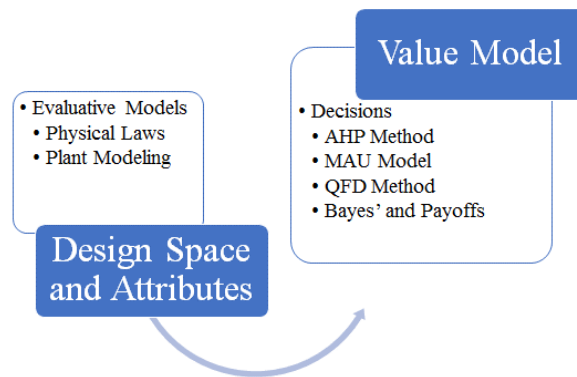 • Evaluative Models
• Physical Laws
• Plant Modeling
Design Space
and Attributes
Value Model
• Decisions
• AHP Method
• MAU Model
• QFD Method
• Bayes’ and Payoffs